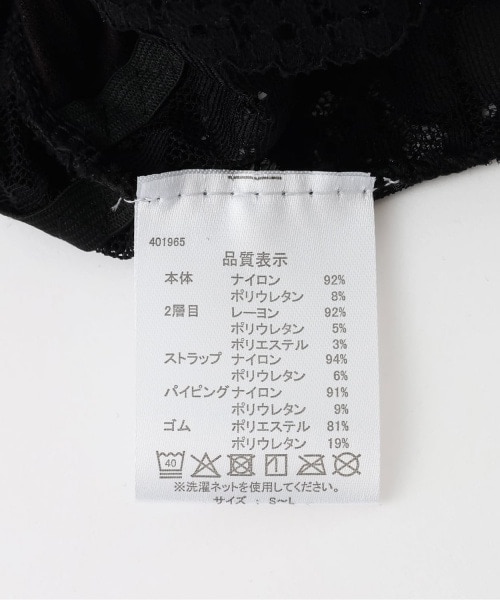 401965
品質表示
本体 ナイロン 92%
ポリウレタン 8%
2層目 レーヨン 92%
ポリウレタン 5%
ポリエステル 3%
ストラップ ナイロン 94%
ポリウレタン 6%
パイピング ナイロン 91%
ポリウレタン 9%
ゴム ポリエステル 81%
ポリウレタン 19%
40
※洗濯ネットを使用してください。
サイズ : S~L